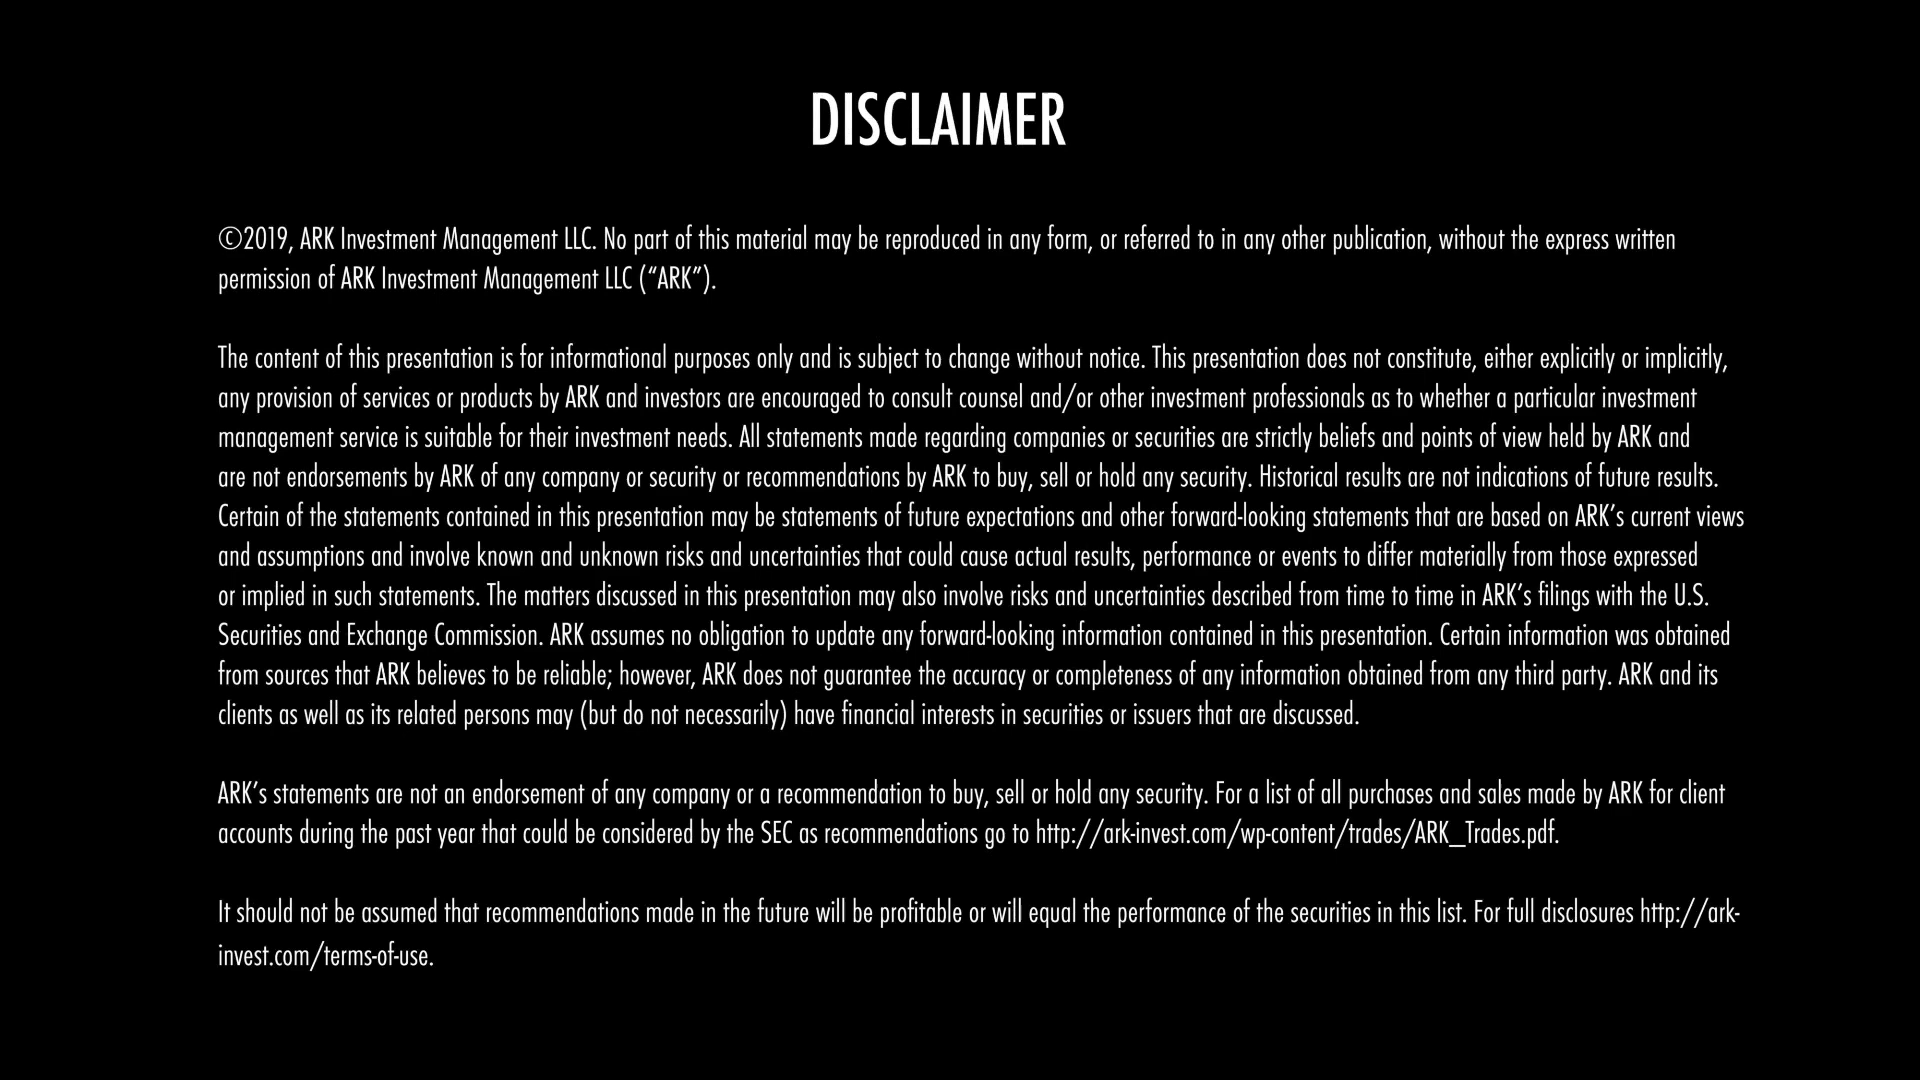 DISCLAIMER
©2019, ARK Investment Management LLC. No part of this material may be reproduced in any form, or referred to in any other publication, without the express written
permission of ARK Investment Management LLC (“ARK”).
The content of this presentation is for informational purposes only and is subject to change without notice. This presentation does not constitute, either explicitly or implicitly,
any provision of services or products by ARK and investors are encouraged to consult counsel and/or other investment professionals as to whether a particular investment
management service is suitable for their investment needs. All statements made regarding companies or securities are strictly beliefs and points of view held by ARK and
are not endorsements by ARK of any company or security or recommendations by ARK to buy, sell or hold any security. Historical results are not indications of future results.
Certain of the statements contained in this presentation may be statements of future expectations and other forward-looking statements that are based on ARK’s current views
and assumptions and involve known and unknown risks and uncertainties that could cause actual results, performance or events to differ materially from those expressed
or implied in such statements. The matters discussed in this presentation may also involve risks and uncertainties described from time to time in ARK’s filings with the U.S.
Securities and Exchange Commission. ARK assumes no obligation to update any forward-looking information contained in this presentation. Certain information was obtained
from sources that ARK believes to be reliable; however, ARK does not guarantee the accuracy or completeness of any information obtained from any third party. ARK and its
clients as well as its related persons may (but do not necessarily) have financial interests in securities or issuers that are discussed.
ARK’s statements are not an endorsement of any company or a recommendation to buy, sell or hold any security. For a list of all purchases and sales made by ARK for client
accounts during the past year that could be considered by the SEC as recommendations go to http://ark-invest.com/wp-content/trades/ARK_Trades.pdf.
It should not be assumed that recommendations made in the future will be profitable or will equal the performance of the securities in this list. For full disclosures http://ark-
invest.com/terms-of-use.